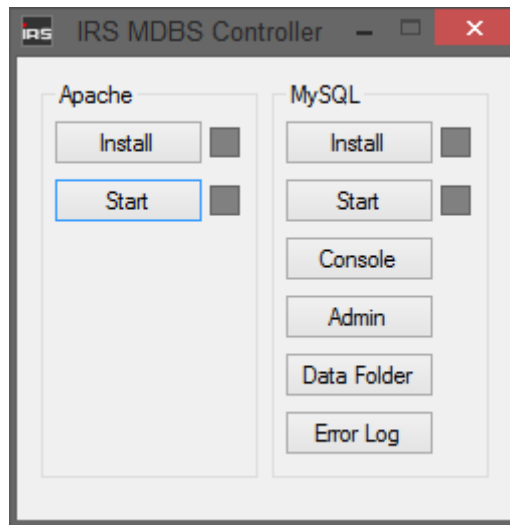 IRS IRS MDBS Controller
Apache
Install
Start
MySQL
Install
Start
Console
Admin
Data Folder
Error Log